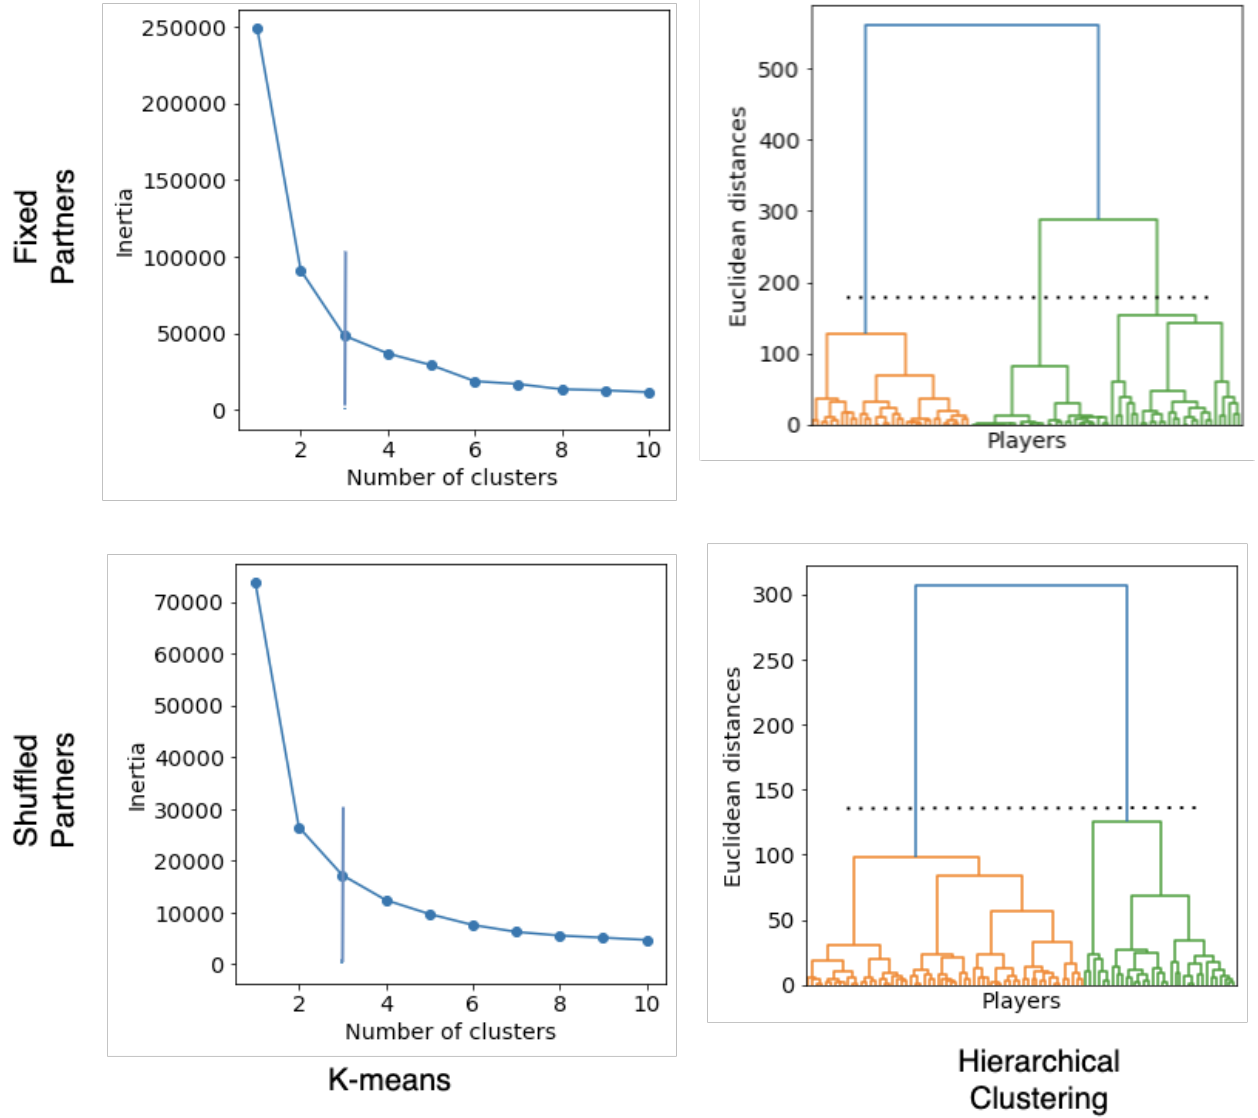 Fixed
Partners
250000
200000
150000
100000
50000
0
Inertia
2 4 6 8 10
Number of clusters
500
400
300
200
100
0
Euclidean distances
Players
Shuffled
Partners
70000
60000
50000
40000
30000
20000
10000
0
Inertia
2 4 6 8 10
Number of clusters
K-means
300
250
200
150
100
50
0
Euclidean distances
Players
Hierarchical
Clustering